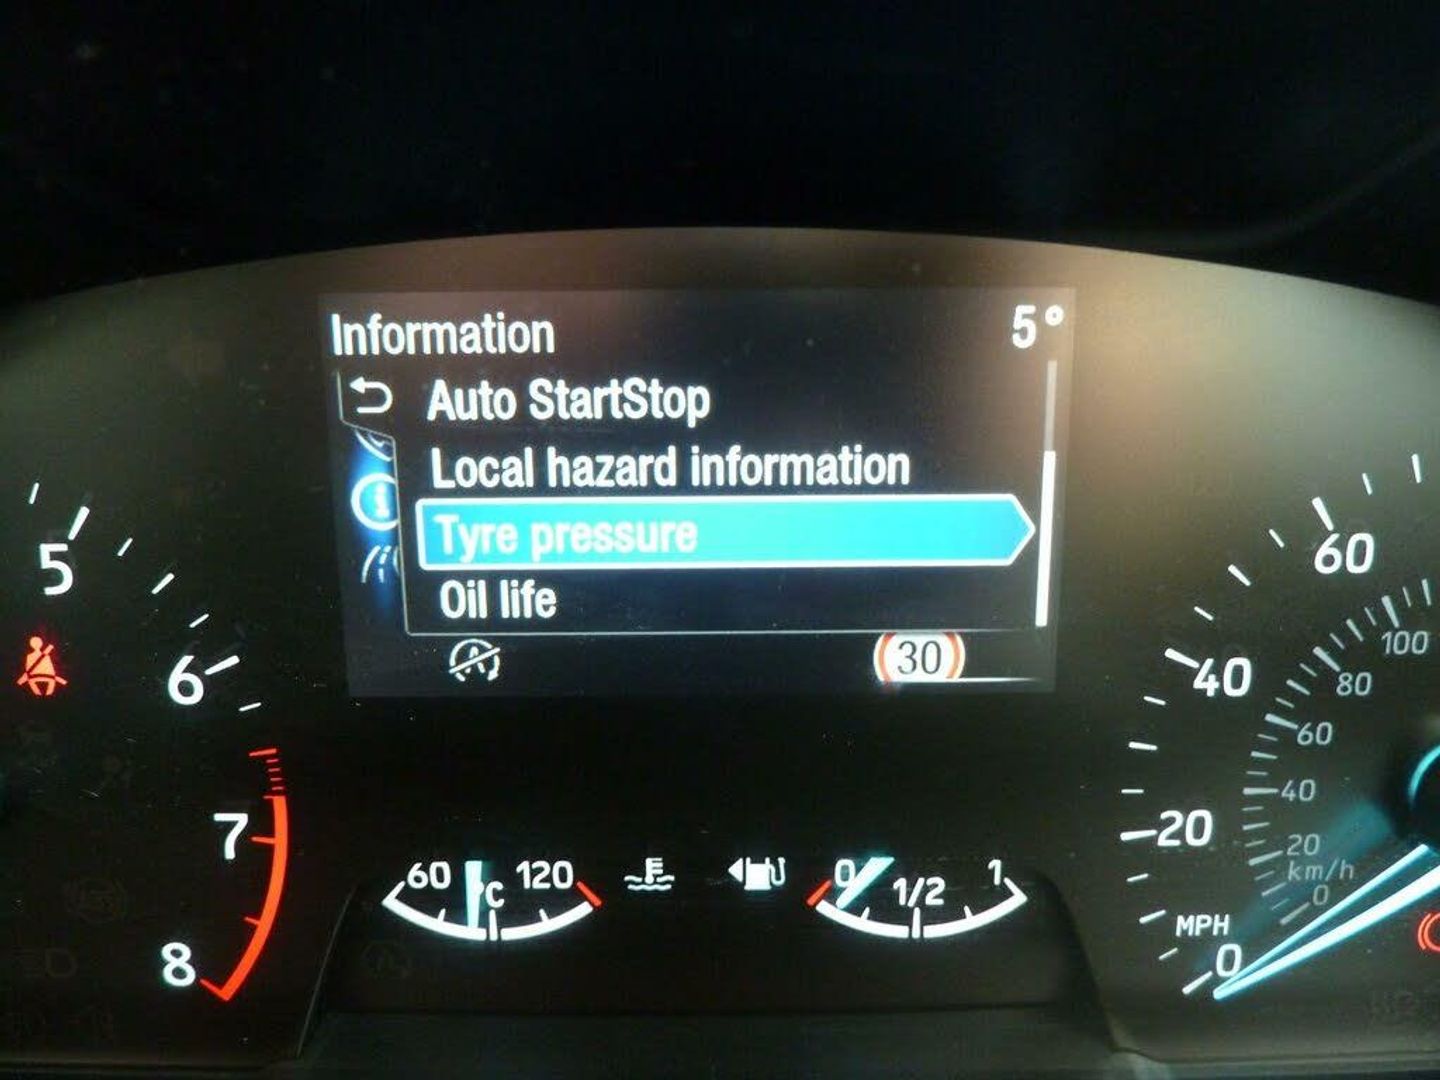 Information 5°
Auto StartStop
Local hazard information
Tyre pressure
Oil life
A 30
5
6
7
8
60 °C 120
0 1/2 1
60
40
20
0
MPH
100
80
60
40
20
km/h
0